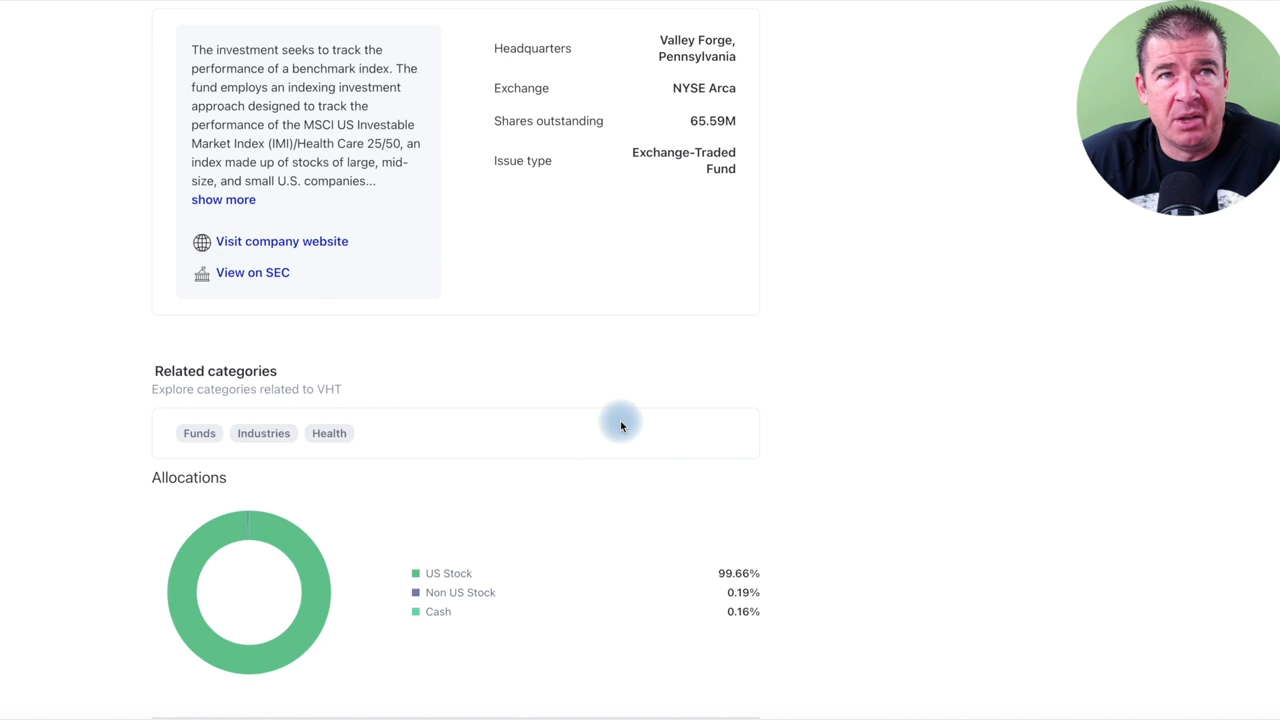 The investment seeks to track the
performance of a benchmark index. The
fund employs an indexing investment
approach designed to track the
performance of the MSCI US Investable
Market Index (IMI)/Health Care 25/50, an
index made up of stocks of large, mid-
size, and small U.S. companies...
show more
Visit company website
View on SEC
Headquarters Valley Forge,
Pennsylvania
Exchange NYSE Arca
Shares outstanding 65.59M
Issue type Exchange-Traded
Fund
Related categories
Explore categories related to VHT
Funds Industries Health
Allocations
US Stock 99.66%
Non US Stock 0.19%
Cash 0.16%